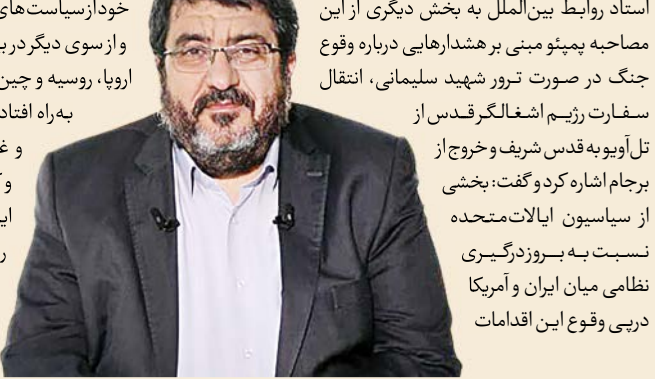 استاد روابط بین‌الملل به بخش دیگری از این
مصاحبه پمپئو مبنی بر هشدارهایی درباره وقوع
جنگ در صورت ترور شهید سلیمانی، انتقال
سفارت رژیم اشغالگر قدس از
تل‌آویو به قدس شریف و خروج از
برجام اشاره کرد و گفت: بخشی
از سیاسیون ایالات‌متحده
نسبت به بروز درگیری
نظامی میان ایران و آمریکا
درپی وقوع این اقدامات
خود از سیاست‌های
و از سوی دیگر در بر
اروپا، روسیه و چین
به‌راه افتاد
و غ
و
ای
ر